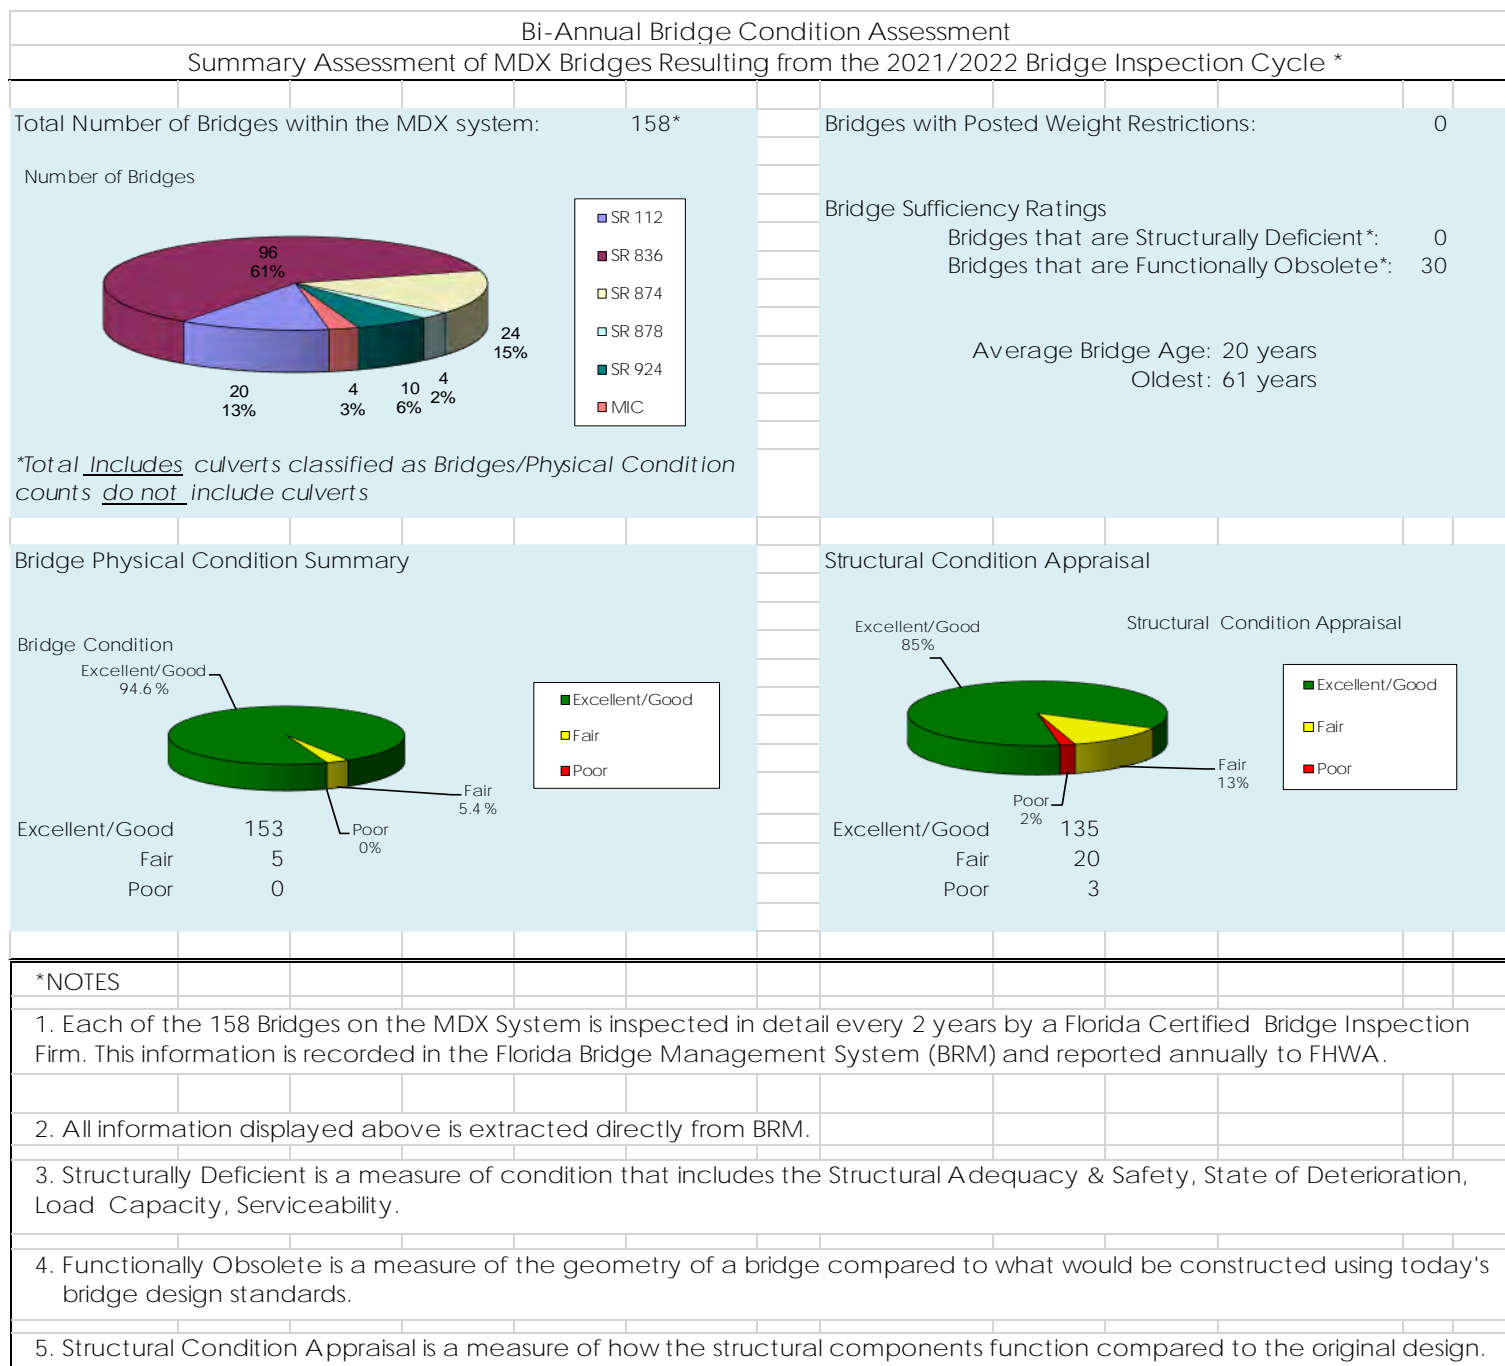 Bi-Annual Bridge Condition Assessment
Summary Assessment of MDX Bridges Resulting from the 2021/2022 Bridge Inspection Cycle *
Total Number of Bridges within the MDX system: 158*
Number of Bridges
96
61%
24
15%
4
2%
10
6%
4
3%
20
13%
SR 112
SR 836
SR 874
SR 878
SR 924
MIC
*Total Includes culverts classified as Bridges/Physical Condition
counts do not include culverts
Bridges with Posted Weight Restrictions: 0
Bridge Sufficiency Ratings
Bridges that are Structurally Deficient*: 0
Bridges that are Functionally Obsolete*: 30
Average Bridge Age: 20 years
Oldest: 61 years
Bridge Physical Condition Summary
Bridge Condition
Excellent/Good
94.6%
Fair
5.4%
Poor
0%
Excellent/Good
Fair
Poor
Excellent/Good 153
Fair 5
Poor 0
Structural Condition Appraisal
Structural Condition Appraisal
Excellent/Good
85%
Fair
13%
Poor
2%
Excellent/Good
Fair
Poor
Excellent/Good 135
Fair 20
Poor 3
*NOTES
1. Each of the 158 Bridges on the MDX System is inspected in detail every 2 years by a Florida Certified Bridge Inspection
Firm. This information is recorded in the Florida Bridge Management System (BRM) and reported annually to FHWA.
2. All information displayed above is extracted directly from BRM.
3. Structurally Deficient is a measure of condition that includes the Structural Adequacy & Safety, State of Deterioration,
Load Capacity, Serviceability.
4. Functionally Obsolete is a measure of the geometry of a bridge compared to what would be constructed using today's
bridge design standards.
5. Structural Condition Appraisal is a measure of how the structural components function compared to the original design.